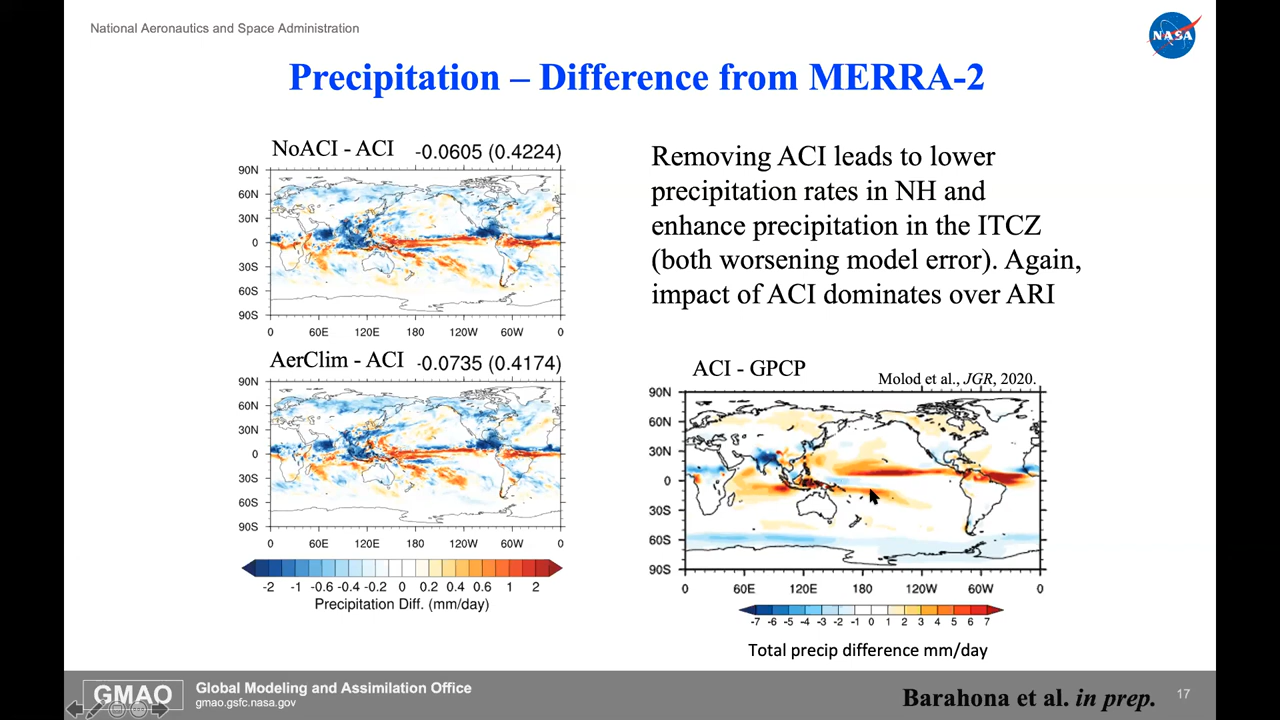 National Aeronautics and Space Administration
NASA
Precipitation – Difference from MERRA-2
NoACI - ACI -0.0605 (0.4224)
90N
60N
30N
0
30S
60S
90S
0 60E 120E 180 120W 60W 0
AerClim - ACI -0.0735 (0.4174)
90N
60N
30N
0
30S
60S
90S
0 60E 120E 180 120W 60W 0
-2 -1 -0.6 -0.4 -0.2 0 0.2 0.4 0.6 1 2
Precipitation Diff. (mm/day)
Removing ACI leads to lower
precipitation rates in NH and
enhance precipitation in the ITCZ
(both worsening model error). Again,
impact of ACI dominates over ARI
ACI - GPCP
Molod et al., JGR, 2020.
90N
60N
30N
0
30S
60S
90S
0 60E 120E 180 120W 60W 0
-7 -6 -5 -4 -3 -2 -1 0 1 2 3 4 5 6 7
Total precip difference mm/day
GMAO
Global Modeling and Assimilation Office
gmao.gsfc.nasa.gov
Barahona et al. in prep.
17